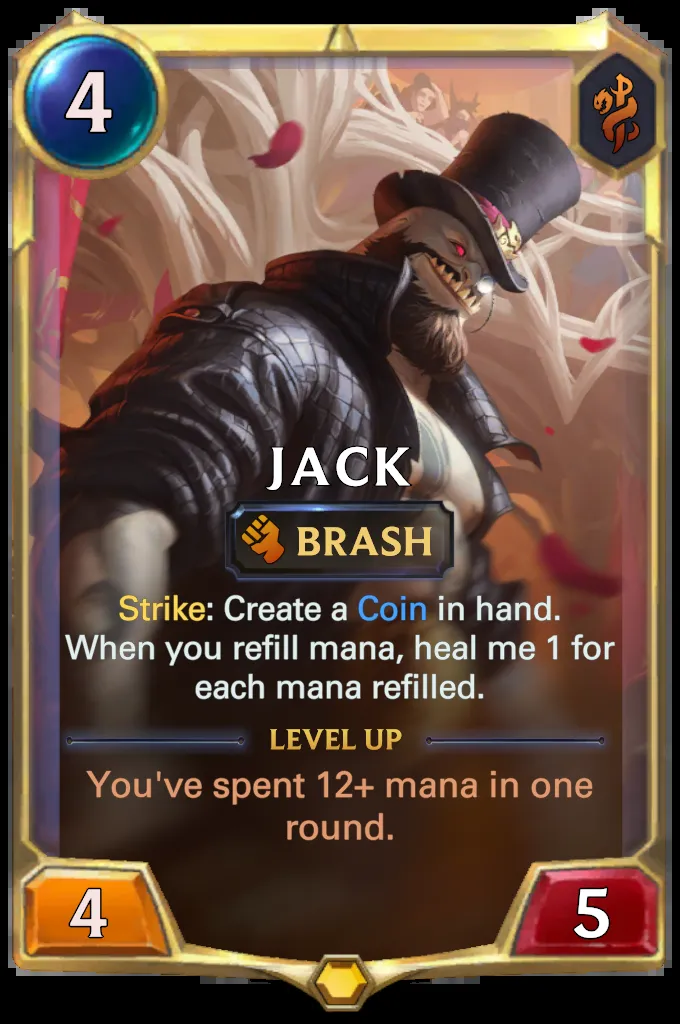 4
JACK
BRASH
Strike: Create a Coin in hand.
When you refill mana, heal me 1 for
each mana refilled.
LEVEL UP
You've spent 12+ mana in one
round.
4
5